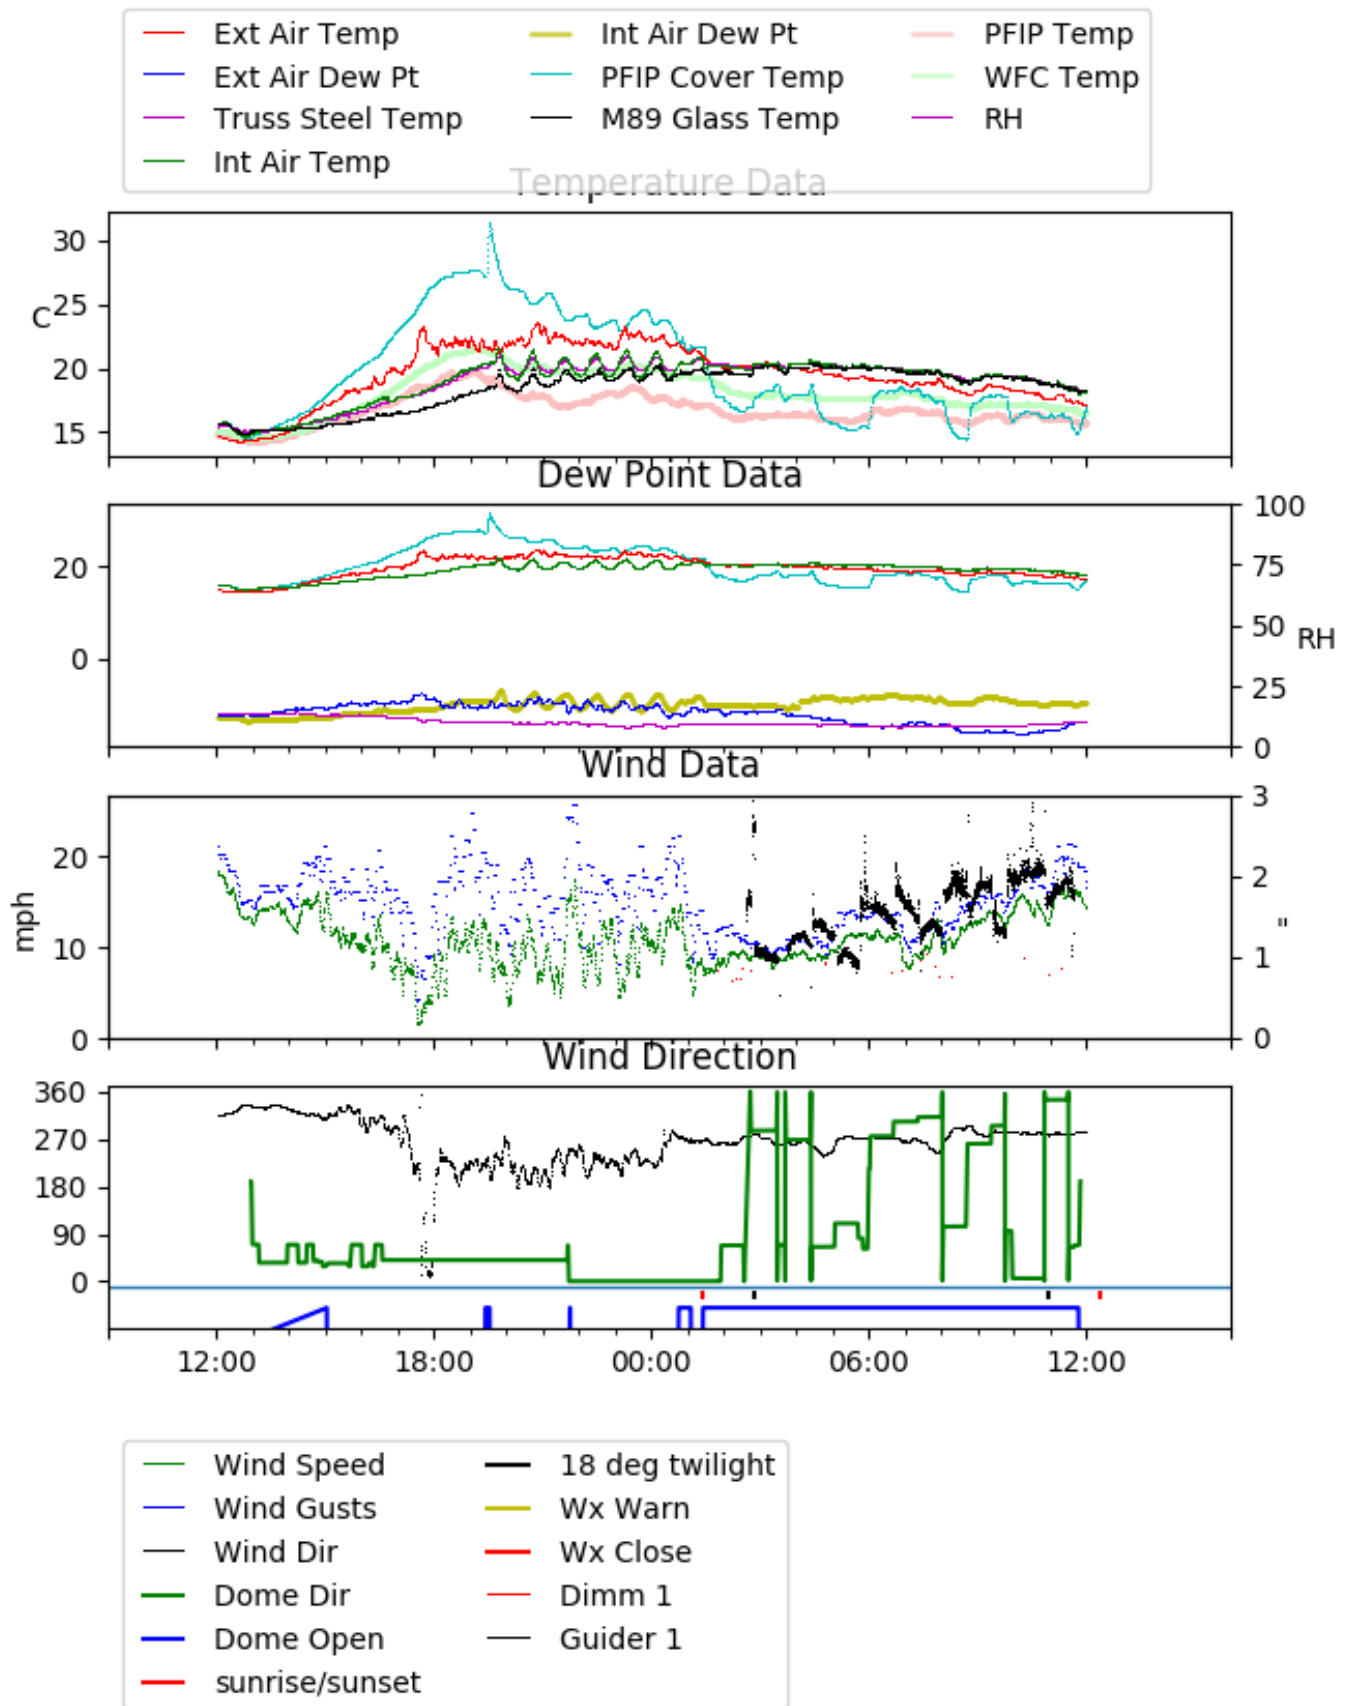 Ext Air Temp Int Air Dew Pt PFIP Temp
Ext Air Dew Pt PFIP Cover Temp WFC Temp
Truss Steel Temp M89 Glass Temp RH
Int Air Temp
Temperature Data
30
25
C
20
15
Dew Point Data
100
20
75
50
RH
0
25
0
Wind Data
3
20
2
mph
"
10
1
0
0
Wind Direction
360
270
180
90
0
12:00 18:00 00:00 06:00 12:00
Wind Speed 18 deg twilight
Wind Gusts Wx Warn
Wind Dir Wx Close
Dome Dir Dimm 1
Dome Open Guider 1
sunrise/sunset